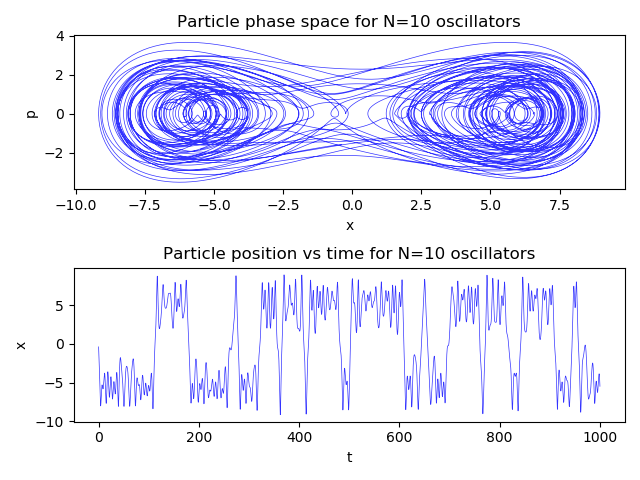 Particle phase space for N=10 oscillators
4
2
0
−2
p
−10.0 −7.5 −5.0 −2.5 0.0 2.5 5.0 7.5
x
Particle position vs time for N=10 oscillators
5
0
−5
−10
x
0 200 400 600 800 1000
t